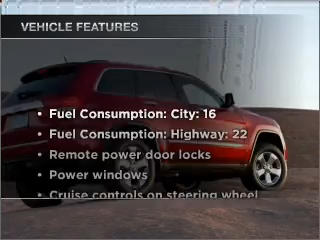 VEHICLE FEATURES
• Fuel Consumption: City: 16
• Fuel Consumption: Highway: 22
• Remote power door locks
• Power windows
• Cruise controls on steering wheel